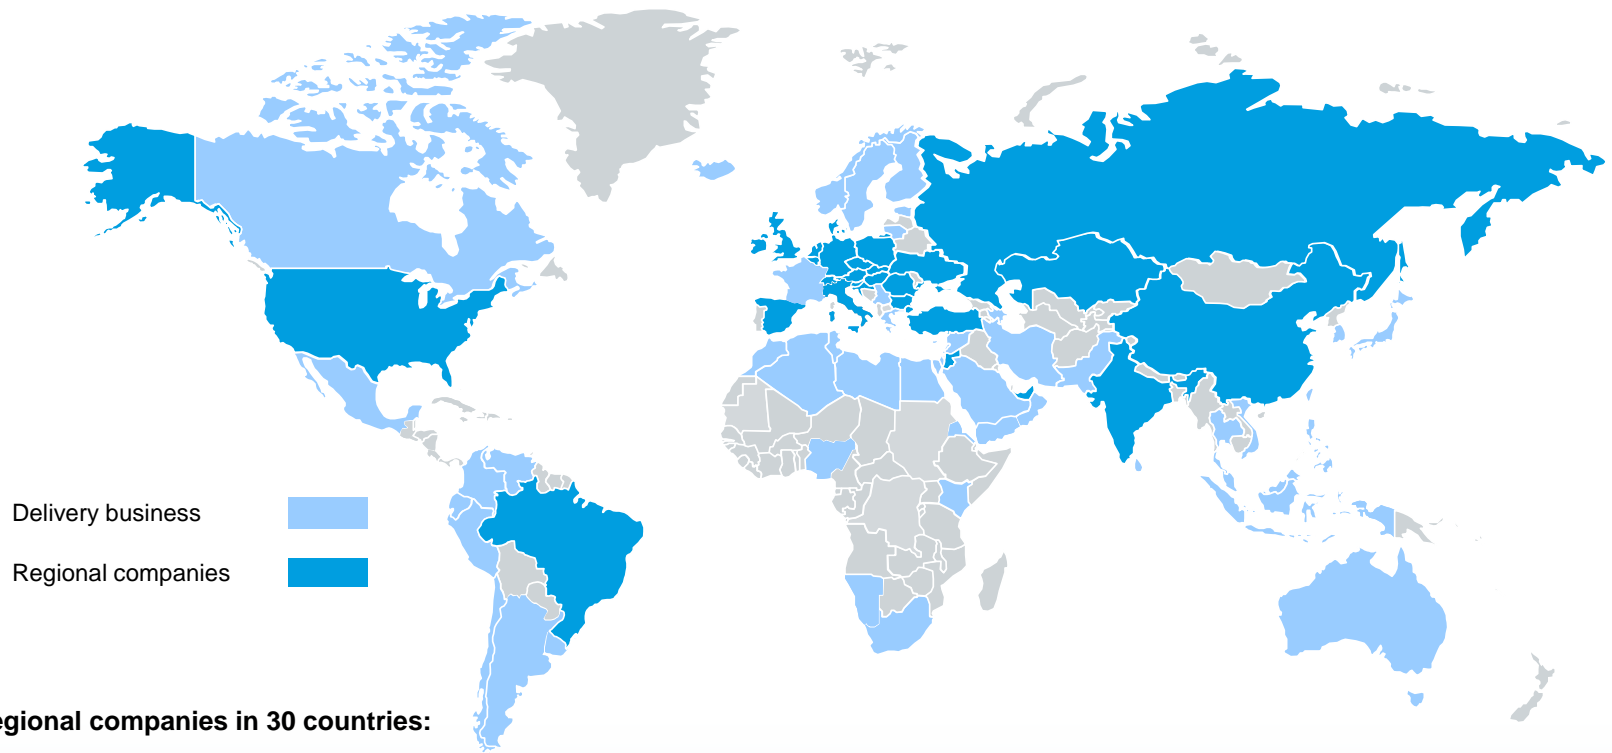 Delivery business
Regional companies
egional companies in 30 countries: